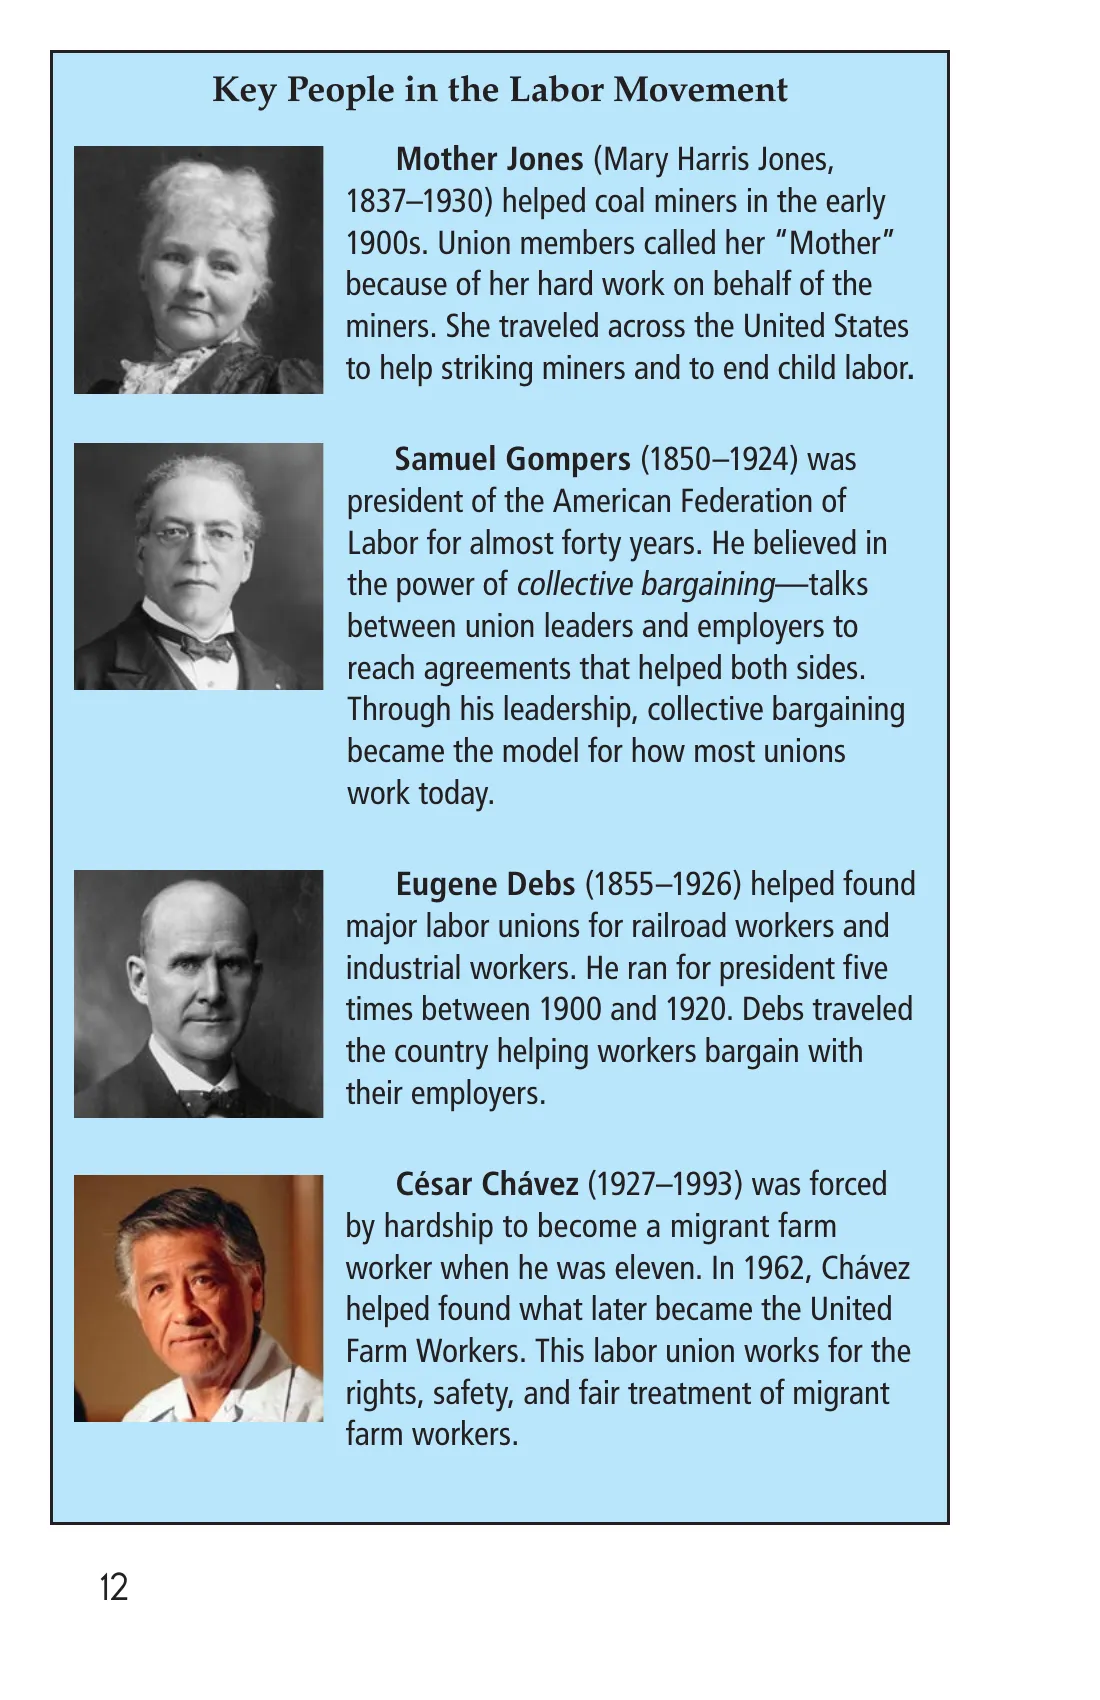 Key People in the Labor Movement
Mother Jones (Mary Harris Jones,
1837–1930) helped coal miners in the early
1900s. Union members called her “Mother”
because of her hard work on behalf of the
miners. She traveled across the United States
to help striking miners and to end child labor.
Samuel Gompers (1850–1924) was
president of the American Federation of
Labor for almost forty years. He believed in
the power of collective bargaining—talks
between union leaders and employers to
reach agreements that helped both sides.
Through his leadership, collective bargaining
became the model for how most unions
work today.
Eugene Debs (1855–1926) helped found
major labor unions for railroad workers and
industrial workers. He ran for president five
times between 1900 and 1920. Debs traveled
the country helping workers bargain with
their employers.
César Chávez (1927–1993) was forced
by hardship to become a migrant farm
worker when he was eleven. In 1962, Chávez
helped found what later became the United
Farm Workers. This labor union works for the
rights, safety, and fair treatment of migrant
farm workers.
12